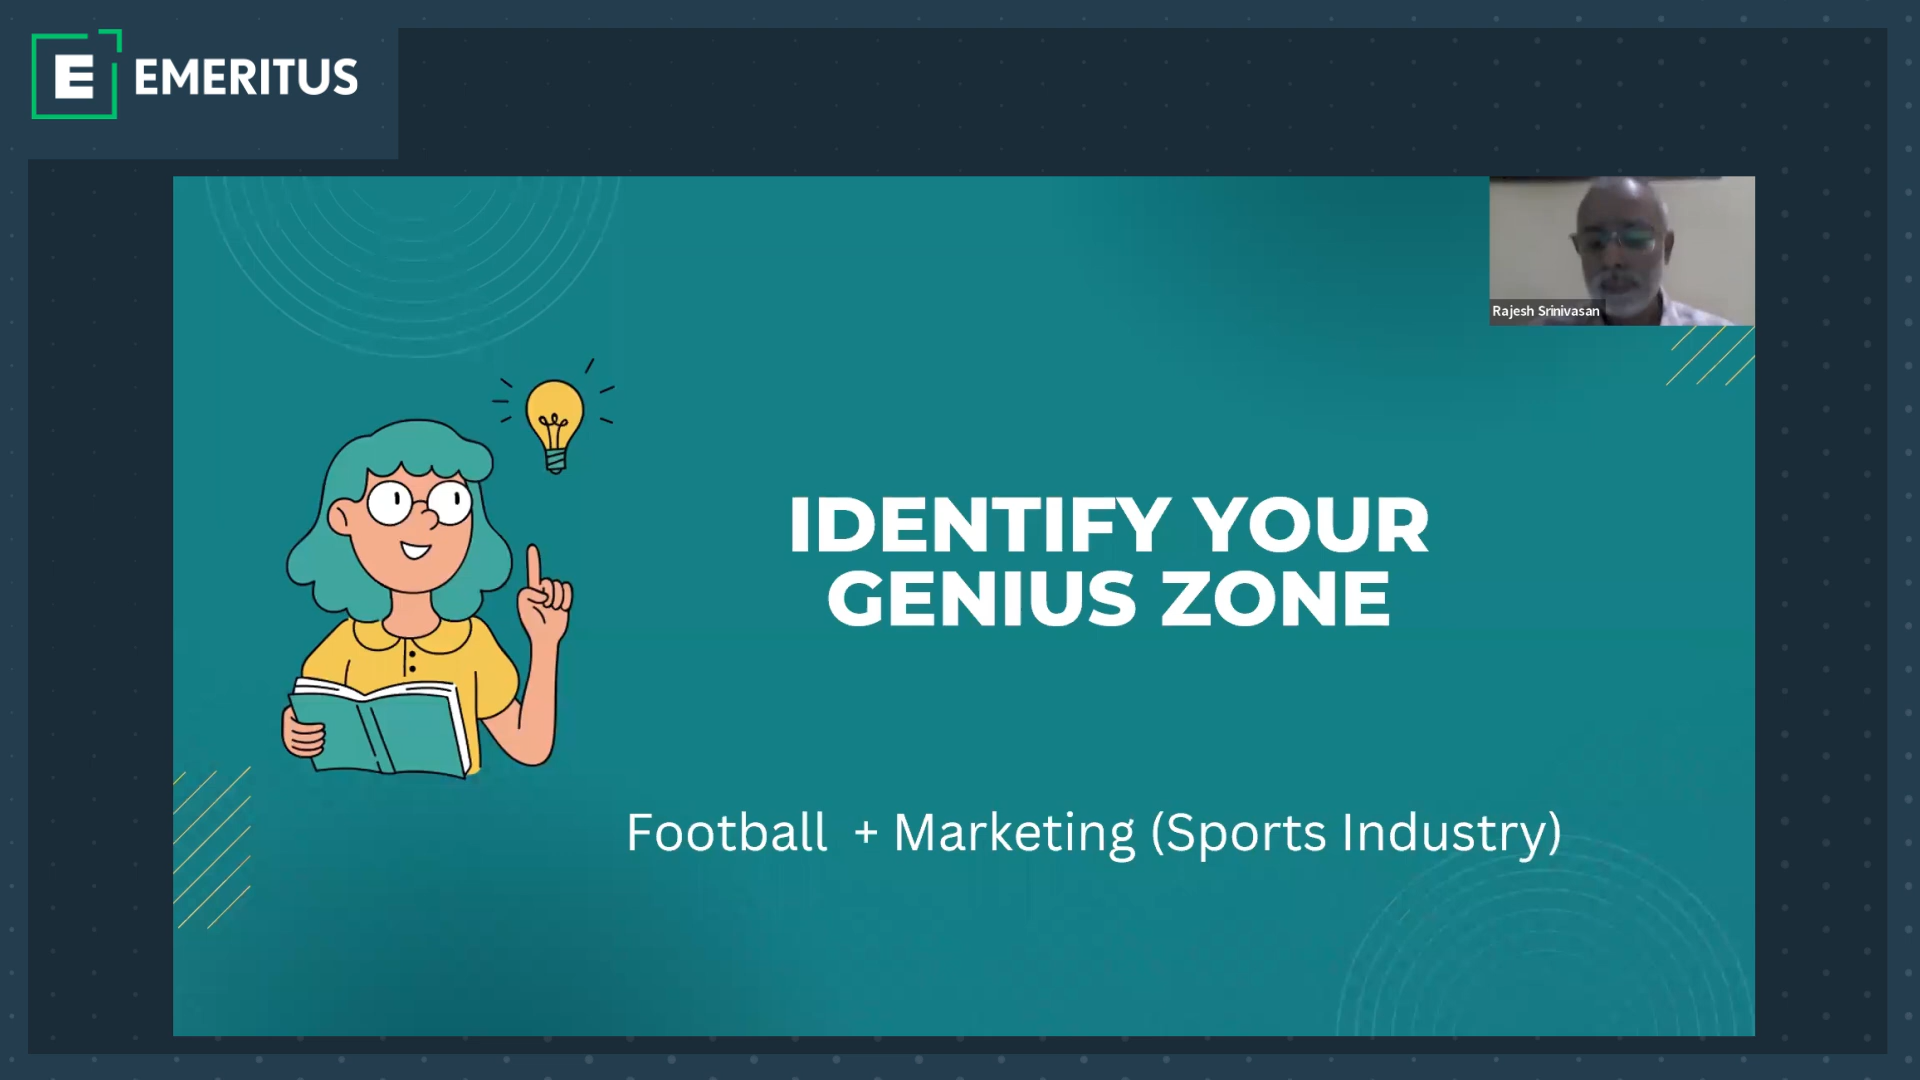 E EMERITUS
Rajesh Srinivasan
IDENTIFY YOUR
GENIUS ZONE
Football + Marketing (Sports Industry)